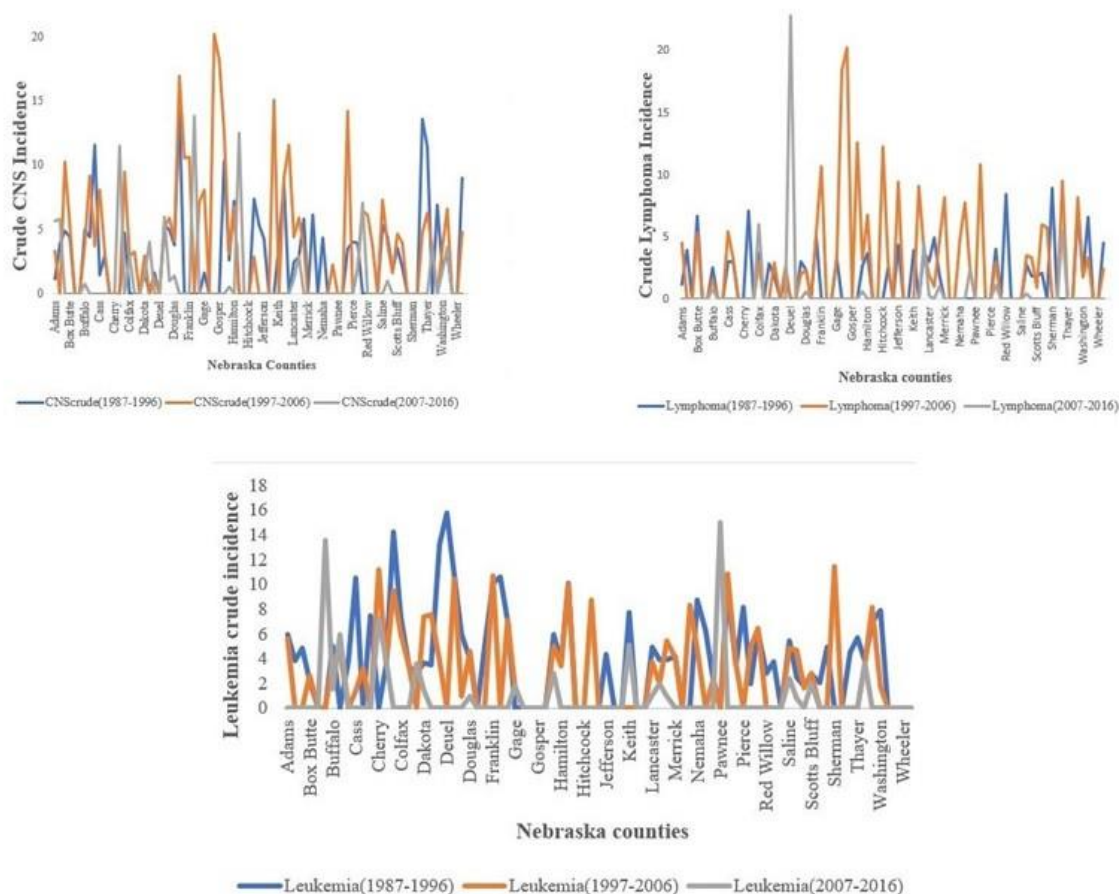 20
15
10
5
0
Crude CNS Incidence
Adams
Box Butte
Buffalo
Cass
Cherry
Colfax
Dakota
Deuel
Douglas
Franklin
Gage
Gosper
Hamilton
Hitchcock
Jefferson
Keith
Lancaster
Merrick
Nemaha
Pawnee
Pierce
Red Willow
Saline
Scotts Bluff
Sherman
Thayer
Washington
Wheeler
Nebraska Counties
CNScrude(1987-1996) CNScrude(1997-2006) CNScrude(2007-2016)
20
15
10
5
0
Crude Lymphoma Incidence
Adams
Box Butte
Buffalo
Cass
Cherry
Colfax
Dakota
Deuel
Douglas
Franklin
Gage
Gosper
Hamilton
Hitchcock
Jefferson
Keith
Lancaster
Merrick
Nemaha
Pawnee
Pierce
Red Willow
Saline
Scotts Bluff
Sherman
Thayer
Washington
Wheeler
Nebraska counties
Lymphoma(1987-1996) Lymphoma(1997-2006) Lymphoma(2007-2016)
18
16
14
12
10
8
6
4
2
0
Leukemia crude incidence
Adams
Box Butte
Buffalo
Cass
Cherry
Colfax
Dakota
Deuel
Douglas
Franklin
Gage
Gosper
Hamilton
Hitchcock
Jefferson
Keith
Lancaster
Merrick
Nemaha
Pawnee
Pierce
Red Willow
Saline
Scotts Bluff
Sherman
Thayer
Washington
Wheeler
Nebraska counties
Leukemia(1987-1996) Leukemia(1997-2006) Leukemia(2007-2016)